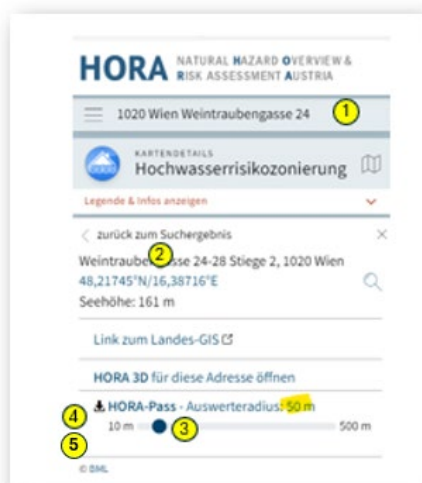 HORA NATURAL HAZARD OVERVIEW &
RISK ASSESSMENT AUSTRIA
1020 Wien Weintraubengasse 24 1
KARTENDETAILS
Hochwasserrisikozonierung
Legende & Infos anzeigen
zurück zum Suchergebnis
2
Weintraubengasse 24-28 Stiege 2, 1020 Wien
48,21745°N/16,38716°E
Seehöhe: 161 m
Link zum Landes-GIS
HORA 3D für diese Adresse öffnen
HORA-Pass - Auswerteradius: 50 m
4
10 m 3 500 m
5
© BML